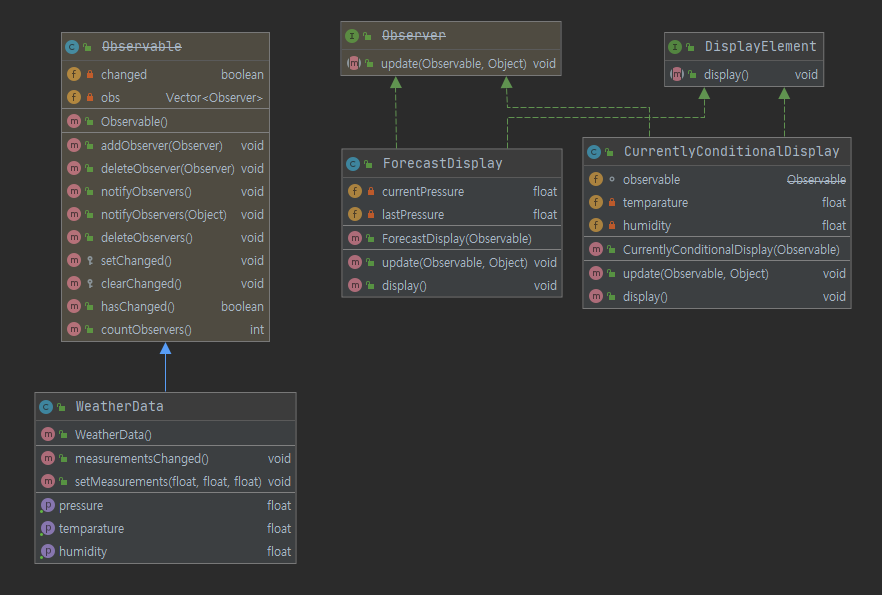 Observable
changed boolean
obs Vector<Observer>
Observable()
addObserver(Observer) void
deleteObserver(Observer) void
notifyObservers() void
notifyObservers(Object) void
deleteObservers() void
setChanged() void
clearChanged() void
hasChanged() boolean
countObservers() int
Observer
update(Observable, Object) void
DisplayElement
display() void
ForecastDisplay
currentPressure float
lastPressure float
ForecastDisplay(Observable)
update(Observable, Object) void
display() void
CurrentlyConditionalDisplay
observable Observable
temparature float
humidity float
CurrentlyConditionalDisplay(Observable)
update(Observable, Object) void
display() void
WeatherData
WeatherData()
measurementsChanged() void
setMeasurements(float, float, float) void
pressure float
temparature float
humidity float